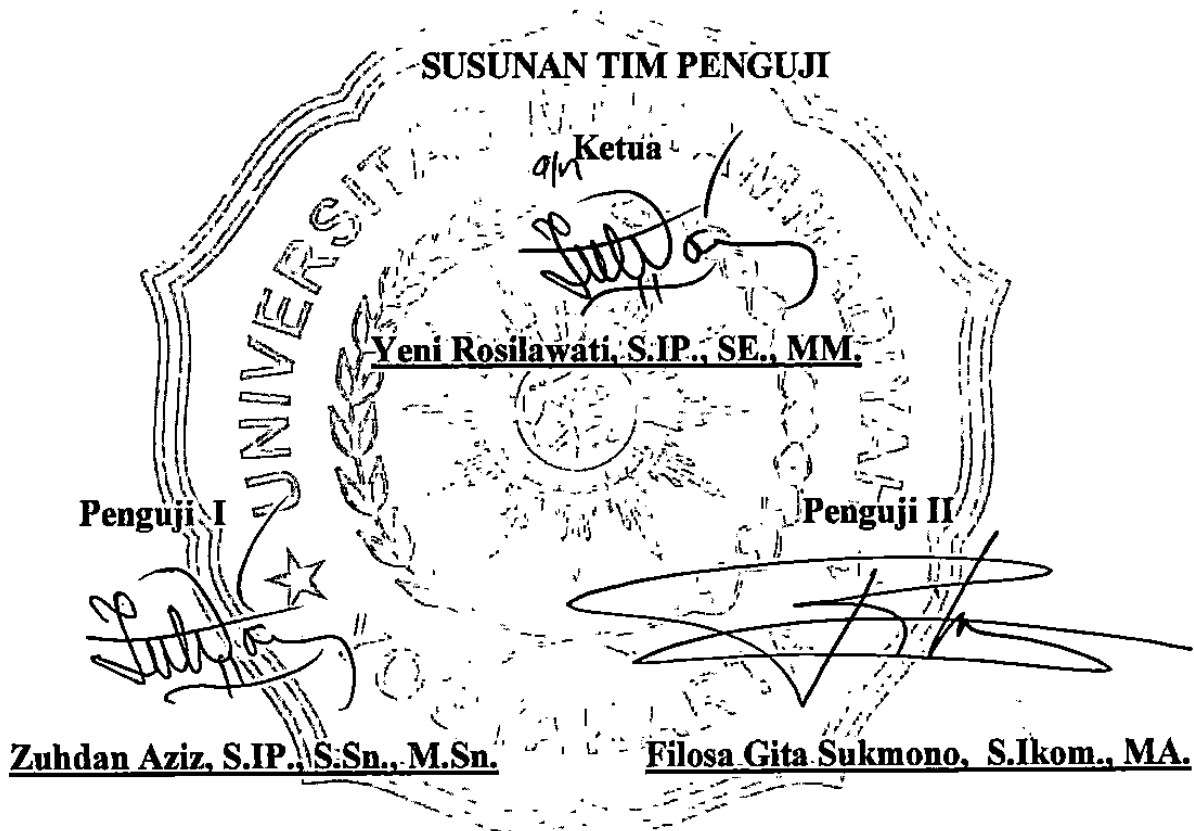 SUSUNAN TIM PENGUJI
Ketua
a/n
Yeni Rosilawati, S.IP., SE., MM.
Penguji I
Penguji II
Zuhdan Aziz, S.IP., S.Sn., M.Sn.
Filosa Gita Sukmono, S.Ikom., MA.
UNIVERSIT